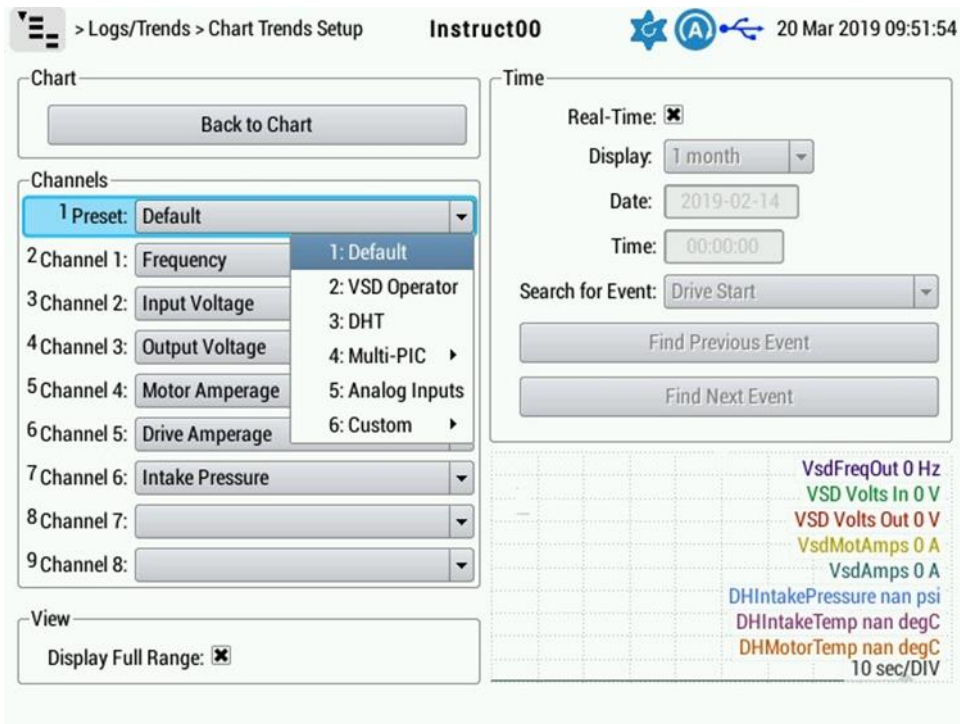 > Logs/Trends > Chart Trends Setup Instruct00 A 20 Mar 2019 09:51:54
Chart
Back to Chart
Channels
1 Preset: Default
1: Default
2: VSD Operator
3: DHT
4: Multi-PIC
5: Analog Inputs
6: Custom
2 Channel 1: Frequency
3 Channel 2: Input Voltage
4 Channel 3: Output Voltage
5 Channel 4: Motor Amperage
6 Channel 5: Drive Amperage
7 Channel 6: Intake Pressure
8 Channel 7:
9 Channel 8:
View
Display Full Range:
Time
Real-Time:
Display: 1 month
Date: 2019-02-14
Time: 00:00:00
Search for Event: Drive Start
Find Previous Event
Find Next Event
VsdFreqOut 0 Hz
VSD Volts In 0 V
VSD Volts Out 0 V
VsdMotAmps 0 A
VsdAmps 0 A
DHIntakePressure nan psi
DHIntakeTemp nan degC
DHMotorTemp nan degC
10 sec/DIV